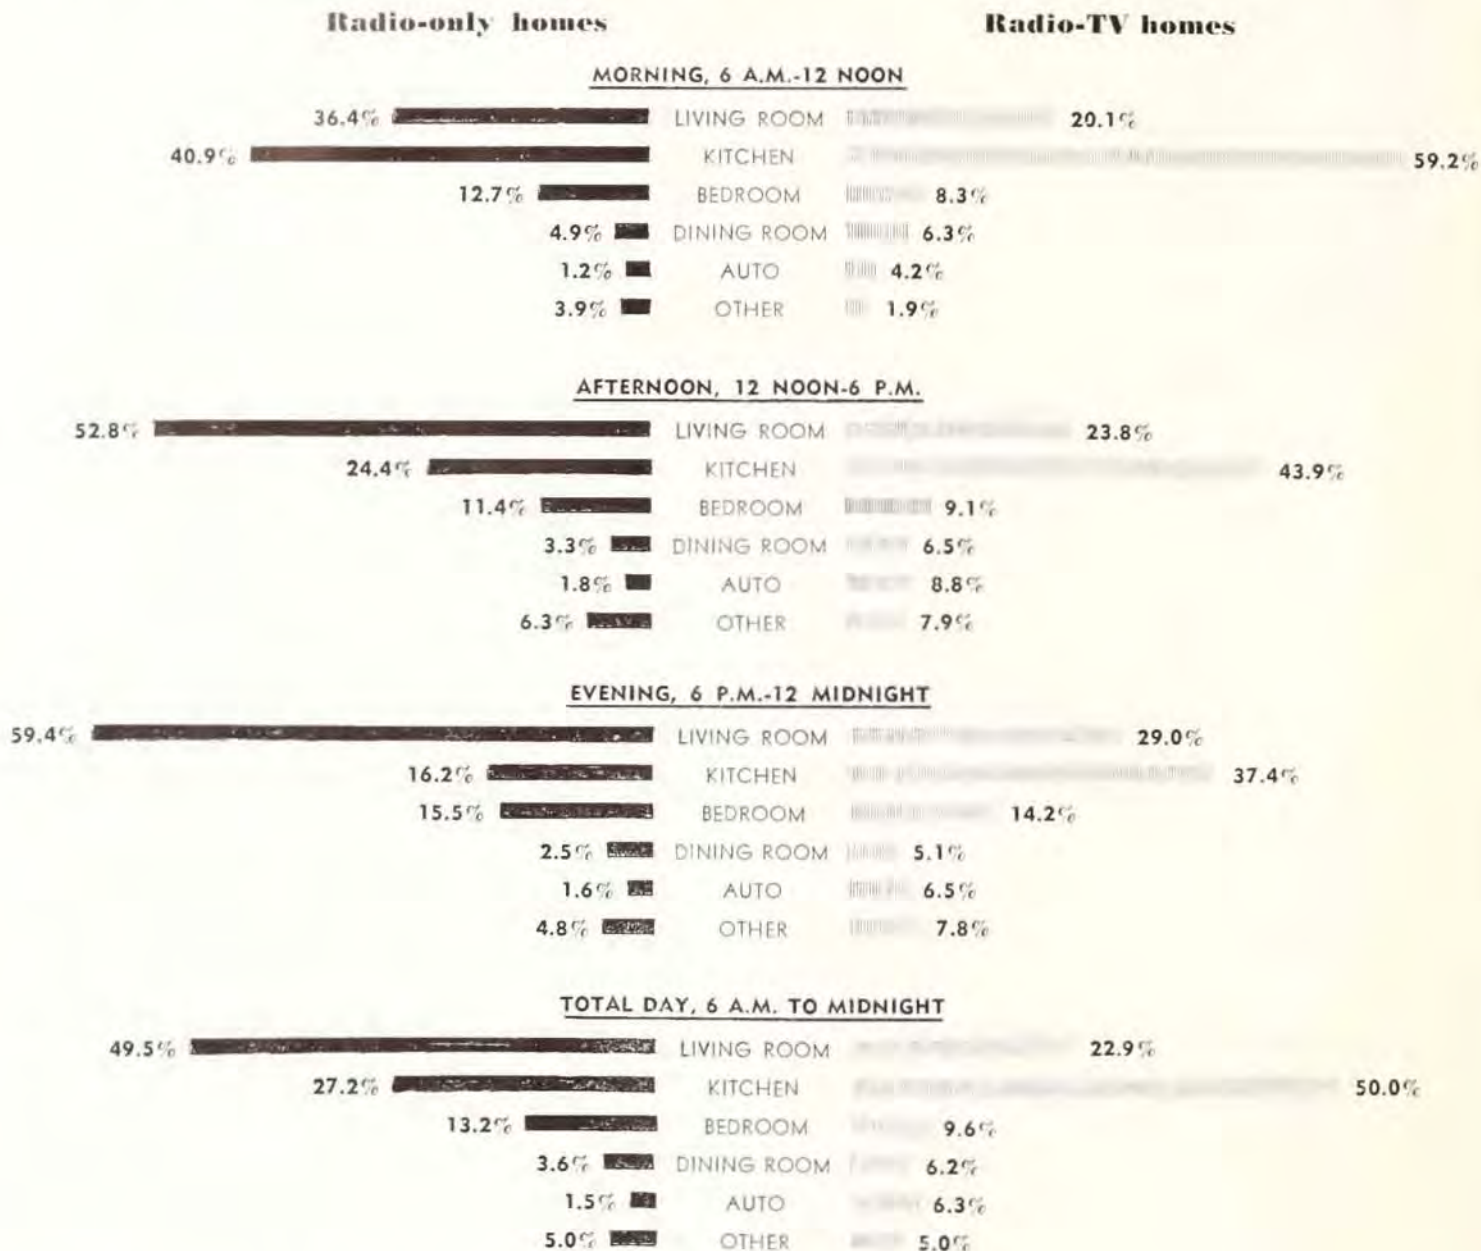 Radio-only homes Radio-TV homes
MORNING, 6 A.M.-12 NOON
36.4% LIVING ROOM 20.1%
40.9% KITCHEN 59.2%
12.7% BEDROOM 8.3%
4.9% DINING ROOM 6.3%
1.2% AUTO 4.2%
3.9% OTHER 1.9%
AFTERNOON, 12 NOON-6 P.M.
52.8% LIVING ROOM 23.8%
24.4% KITCHEN 43.9%
11.4% BEDROOM 9.1%
3.3% DINING ROOM 6.5%
1.8% AUTO 8.8%
6.3% OTHER 7.9%
EVENING, 6 P.M.-12 MIDNIGHT
59.4% LIVING ROOM 29.0%
16.2% KITCHEN 37.4%
15.5% BEDROOM 14.2%
2.5% DINING ROOM 5.1%
1.6% AUTO 6.5%
4.8% OTHER 7.8%
TOTAL DAY, 6 A.M. TO MIDNIGHT
49.5% LIVING ROOM 22.9%
27.2% KITCHEN 50.0%
13.2% BEDROOM 9.6%
3.6% DINING ROOM 6.2%
1.5% AUTO 6.3%
5.0% OTHER 5.0%